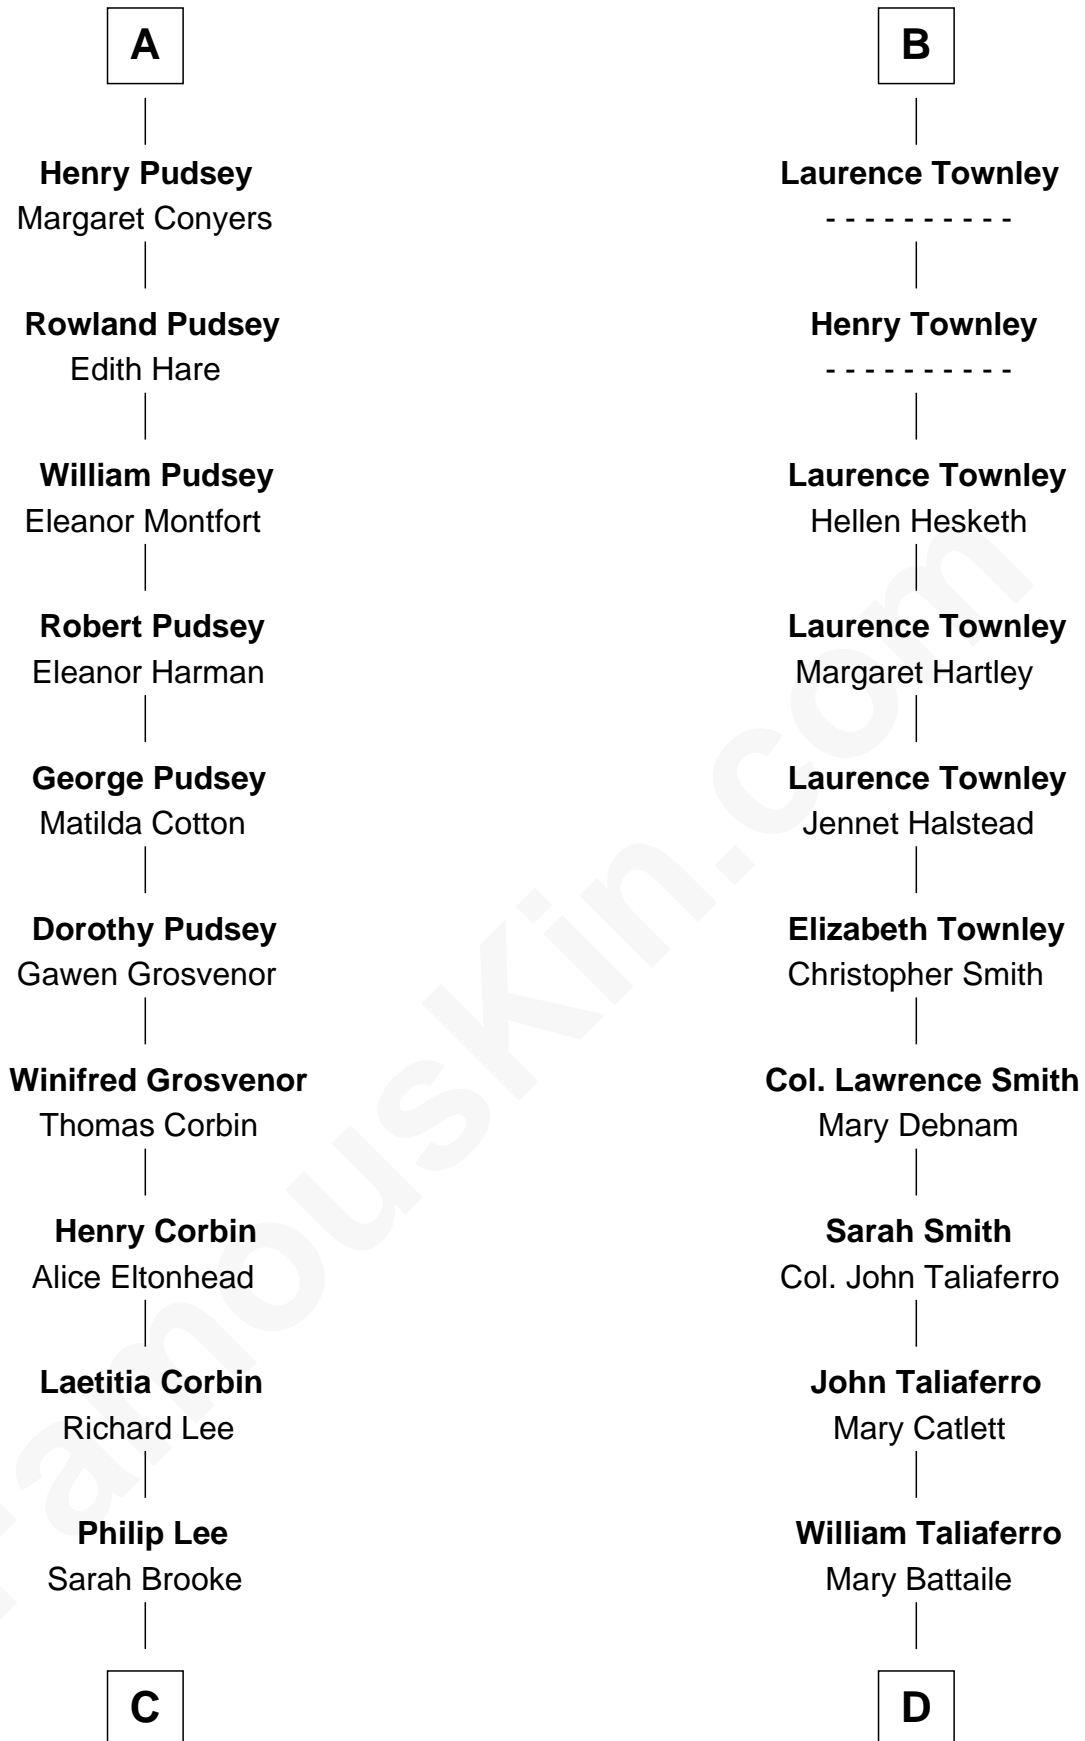 A
Henry Pudsey
Margaret Conyers
Rowland Pudsey
Edith Hare
William Pudsey
Eleanor Montfort
Robert Pudsey
Eleanor Harman
George Pudsey
Matilda Cotton
Dorothy Pudsey
Gawen Grosvenor
Winifred Grosvenor
Thomas Corbin
Henry Corbin
Alice Eltonhead
Laetitia Corbin
Richard Lee
Philip Lee
Sarah Brooke
C
B
Laurence Townley
- - - - - - - - - -
Henry Townley
- - - - - - - - - -
Laurence Townley
Hellen Hesketh
Laurence Townley
Margaret Hartley
Laurence Townley
Jennet Halstead
Elizabeth Townley
Christopher Smith
Col. Lawrence Smith
Mary Debnam
Sarah Smith
Col. John Taliaferro
John Taliaferro
Mary Catlett
William Taliaferro
Mary Battaile
D
FamousKin.com